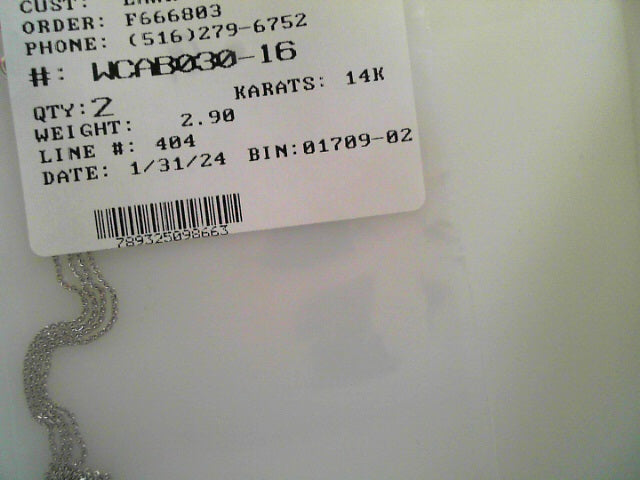 CUST:
ORDER: F666803
PHONE: (516)279-6752
#: WCAB030-16
QTY:2 KARATS: 14K
WEIGHT: 2.90
LINE #: 404
DATE: 1/31/24 BIN:01709-02
789325098663